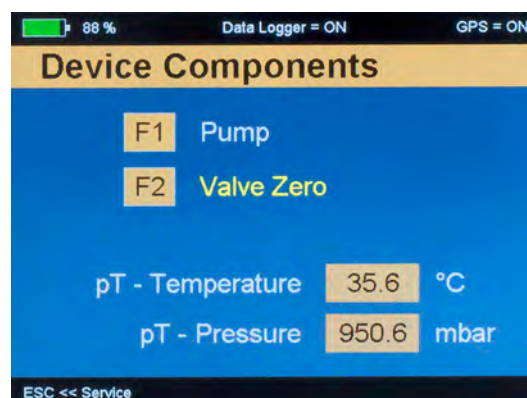 88 % Data Logger = ON GPS = ON
Device Components
F1 Pump
F2 Valve Zero
pT - Temperature 35.6 °C
pT - Pressure 950.6 mbar
ESC << Service